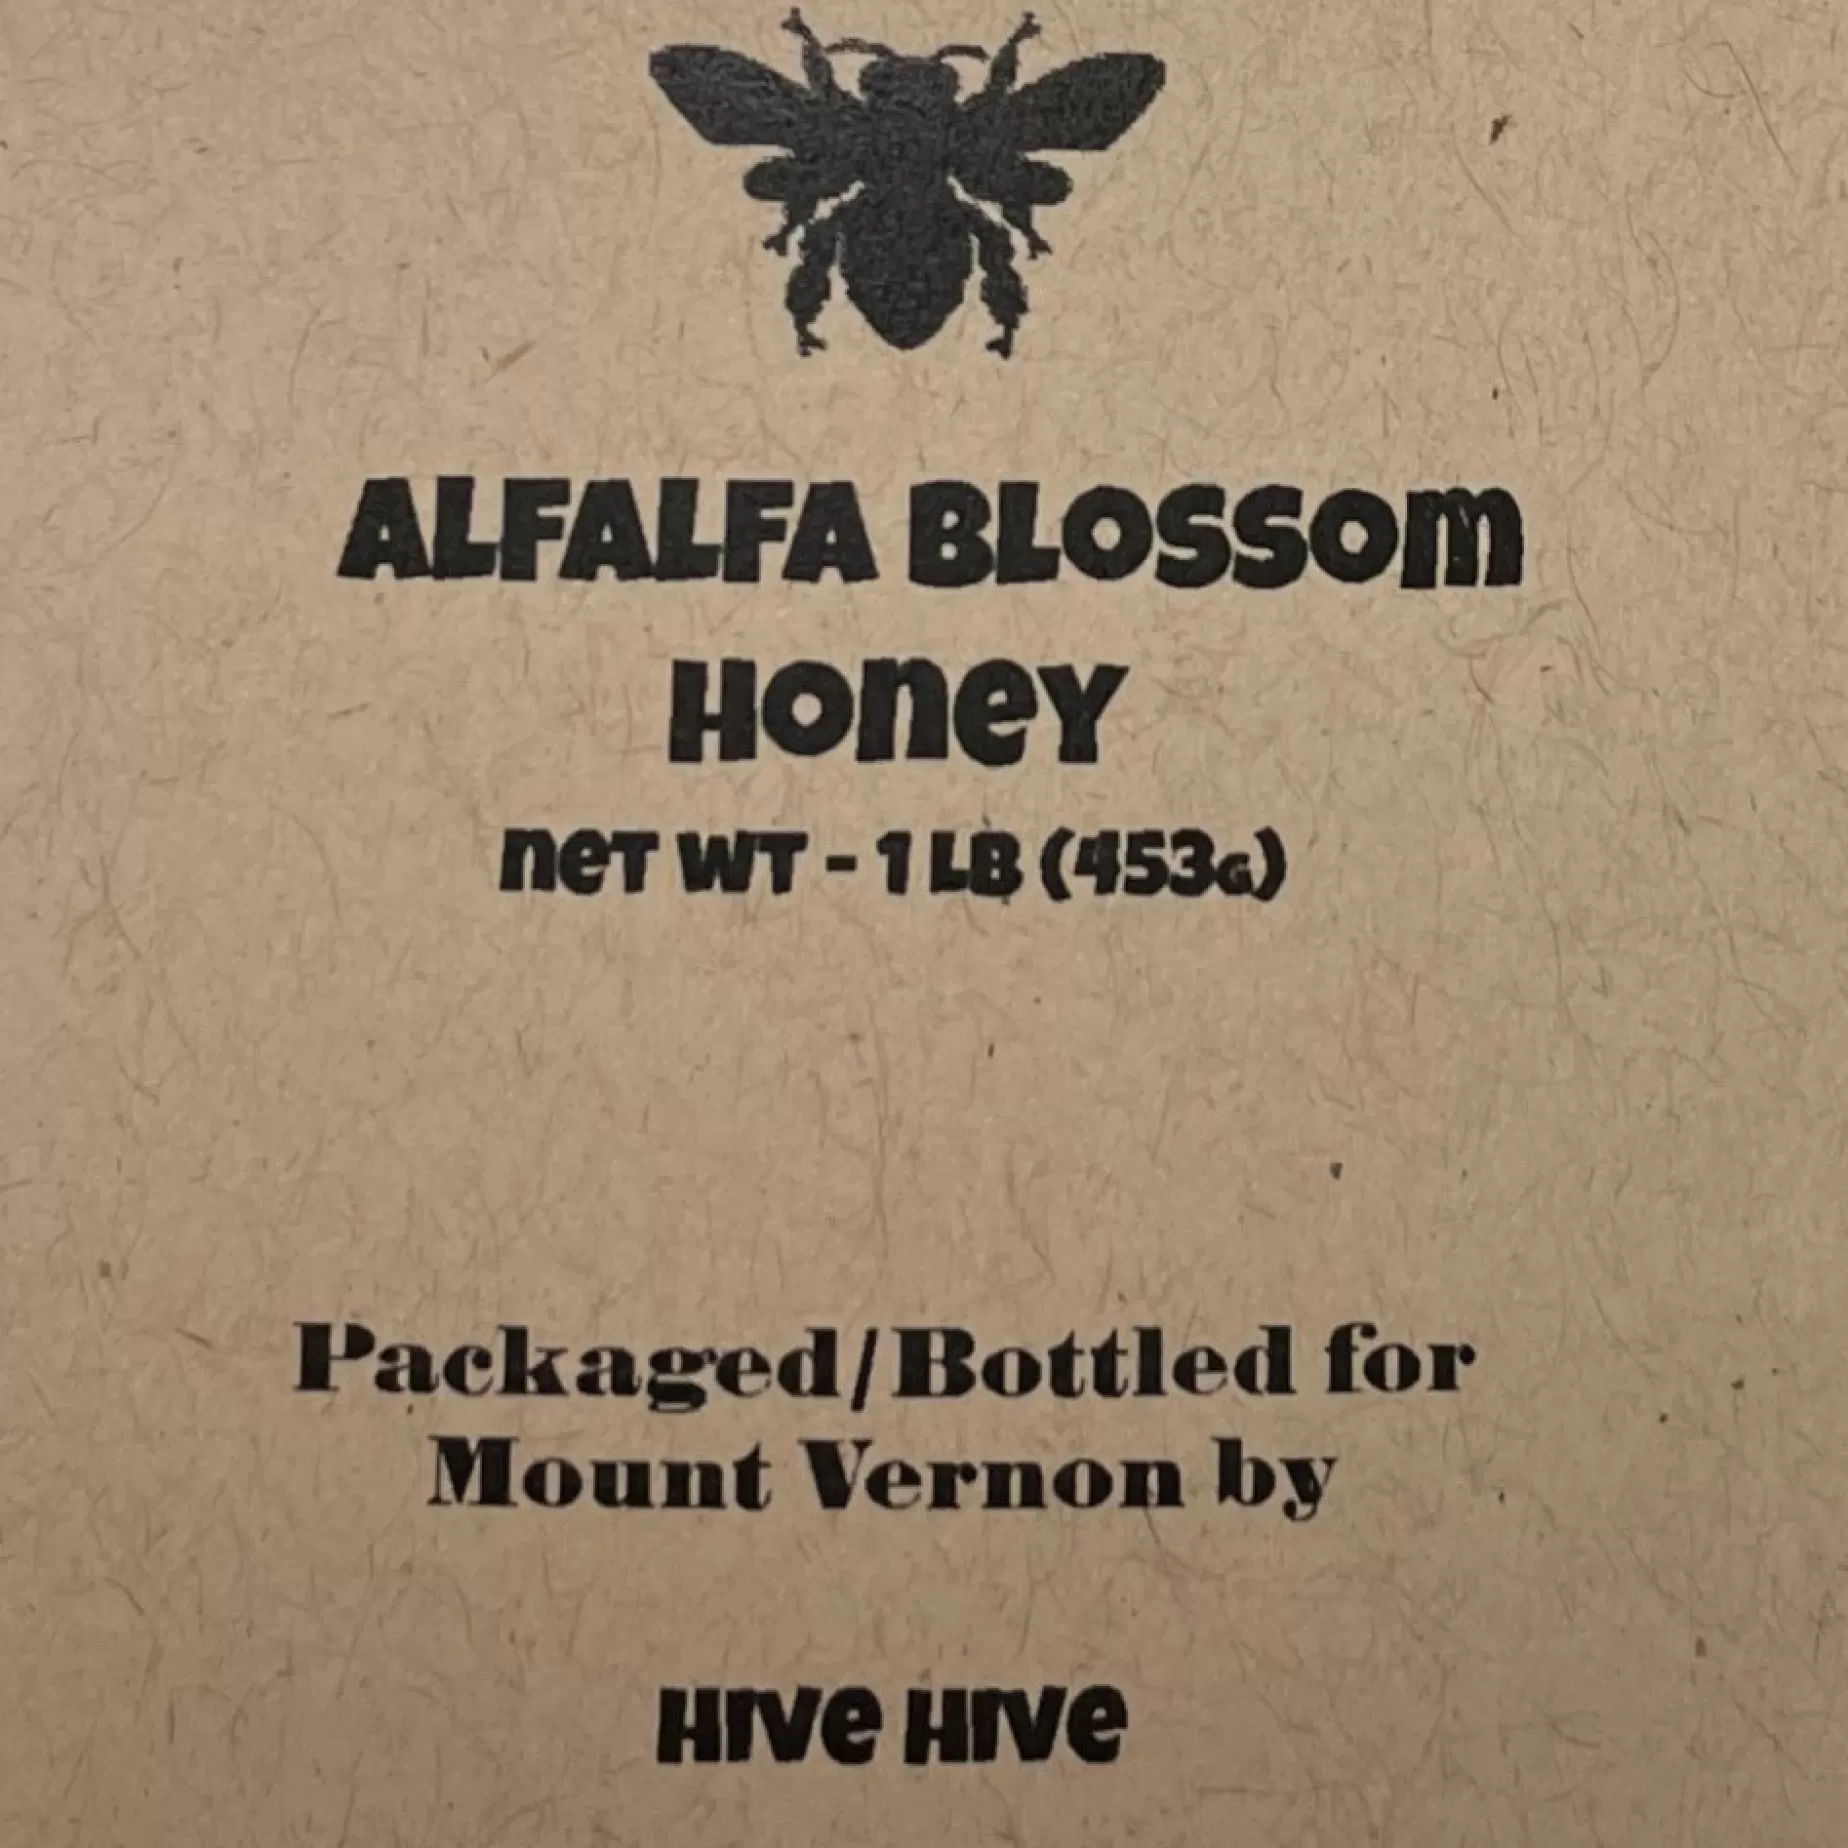 ALFALFA BLOSSOM
HONeY
neT WT - 1 LB (453G)
Packaged/Bottled for
Mount Vernon by
HIVe HIVe